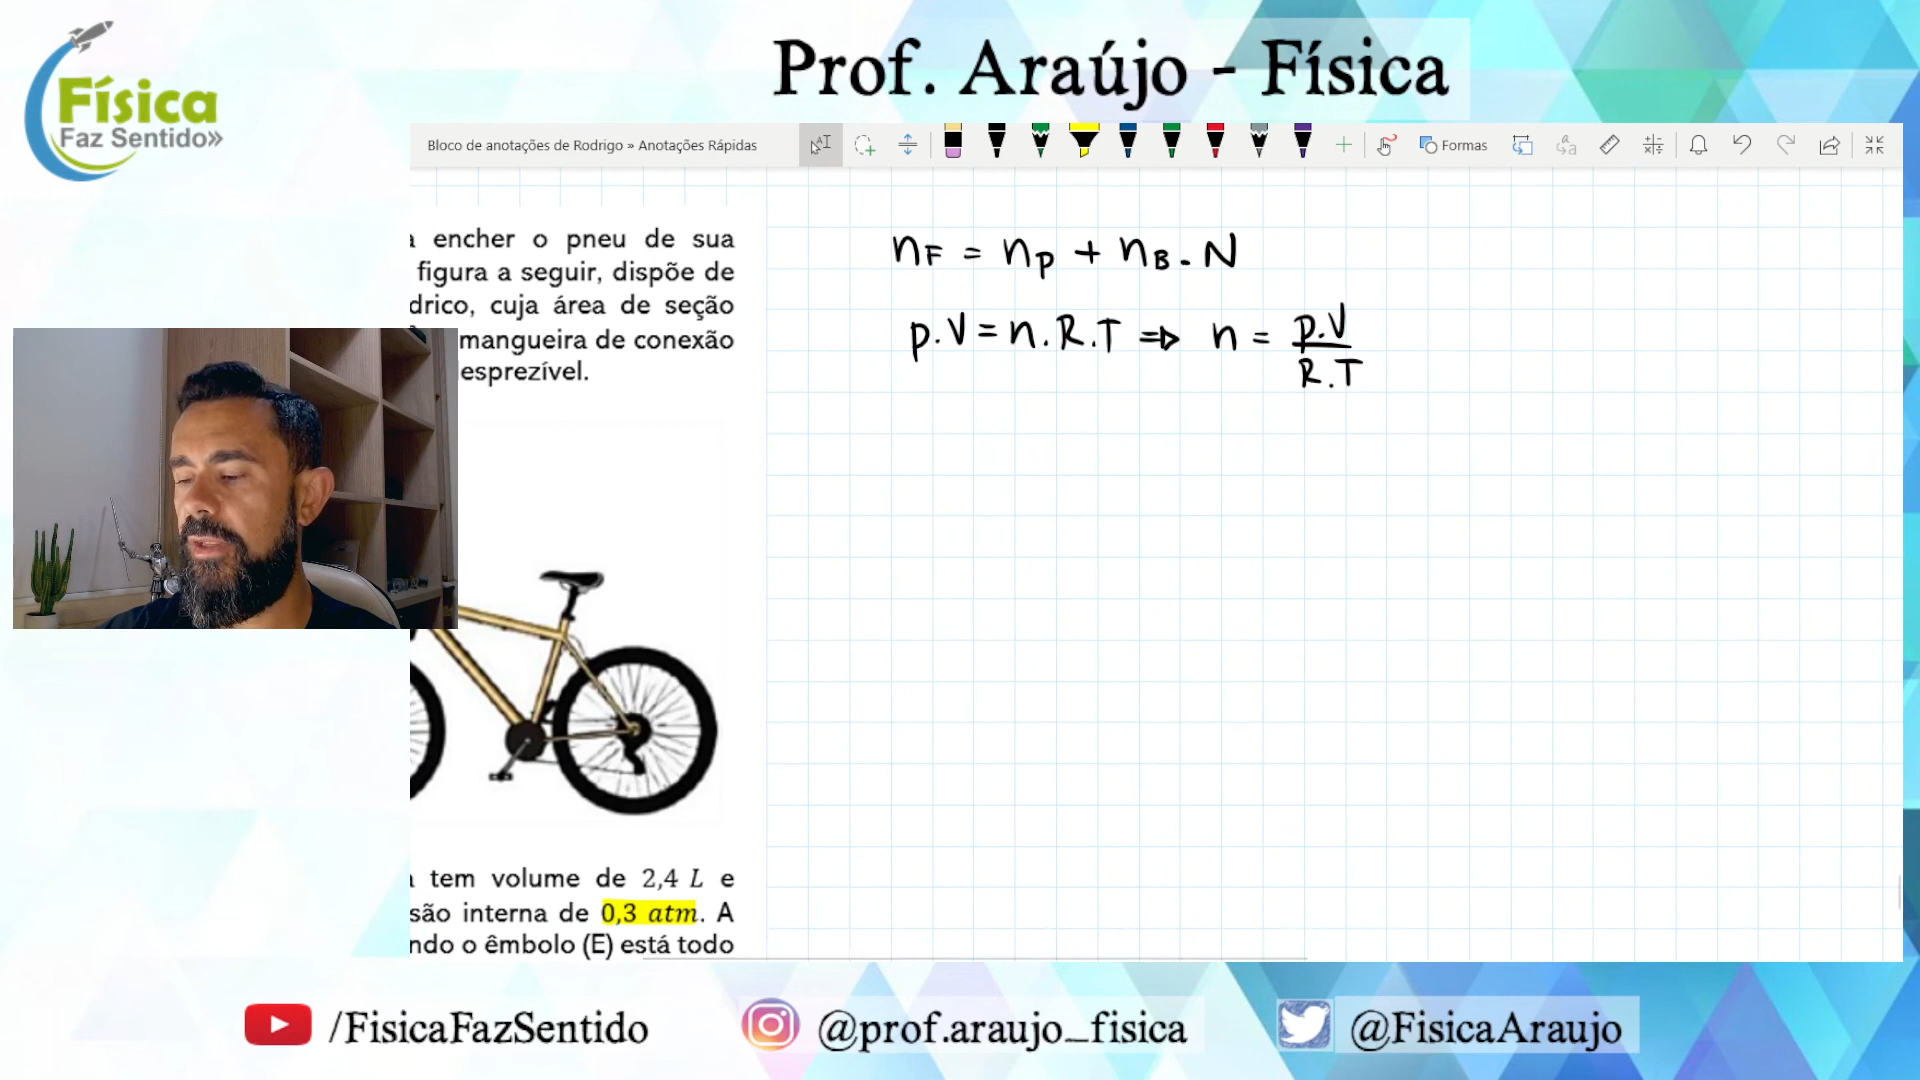 Física
Faz Sentido»
Prof. Araújo - Física
Bloco de anotações de Rodrigo » Anotações Rápidas
Formas
encher o pneu de sua
figura a seguir, dispõe de
drico, cuja área de seção
mangueira de conexão
esprezível.
nF = np + nB . N
p.V = n.R.T ⇒ n = p.V
R.T
tem volume de 2,4 L e
são interna de 0,3 atm. A
ndo o êmbolo (E) está todo
/FisicaFazSentido
@prof.araujo_fisica
@FisicaAraujo